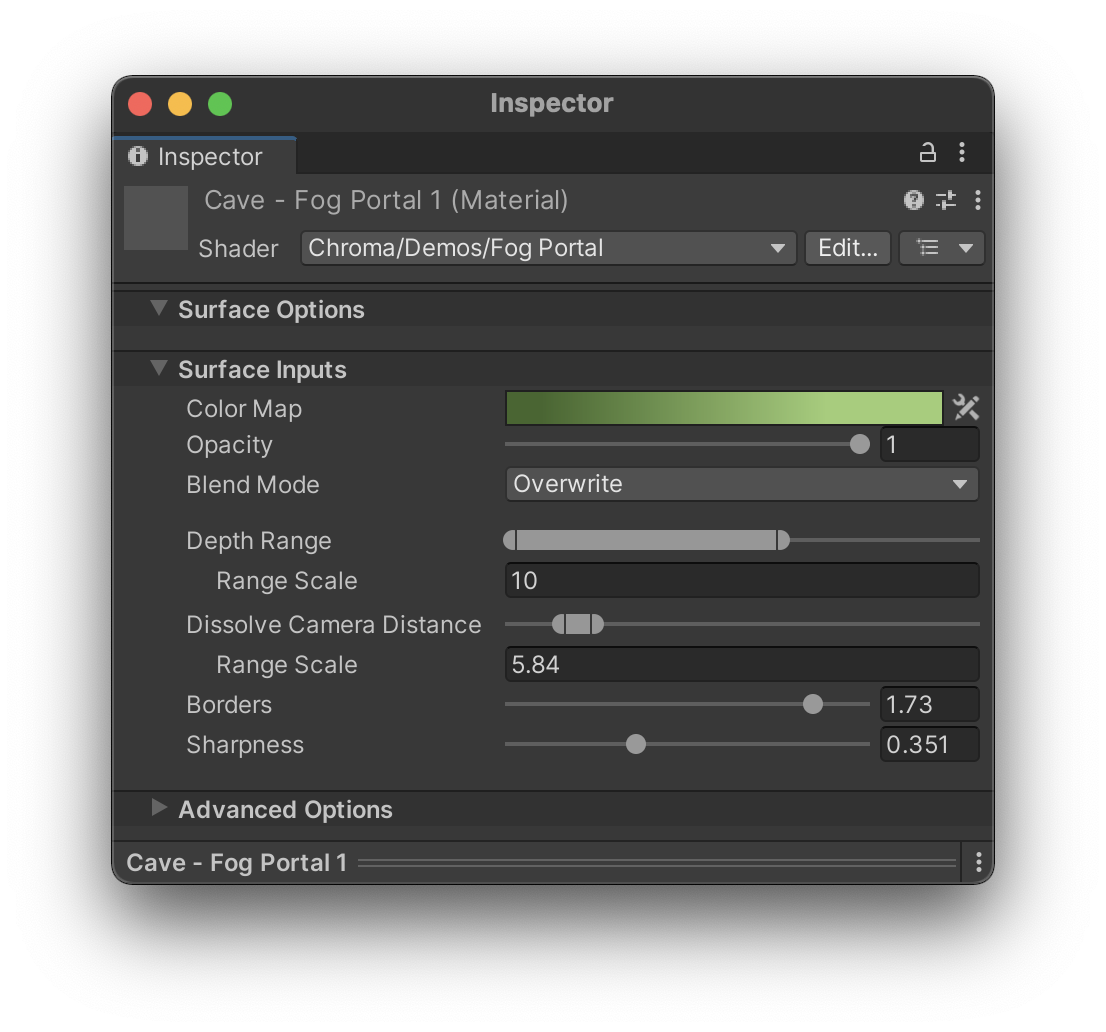 Inspector
Inspector
Cave - Fog Portal 1 (Material)
Shader Chroma/Demos/Fog Portal Edit...
Surface Options
Surface Inputs
Color Map
Opacity 1
Blend Mode Overwrite
Depth Range
Range Scale 10
Dissolve Camera Distance
Range Scale 5.84
Borders 1.73
Sharpness 0.351
Advanced Options
Cave - Fog Portal 1